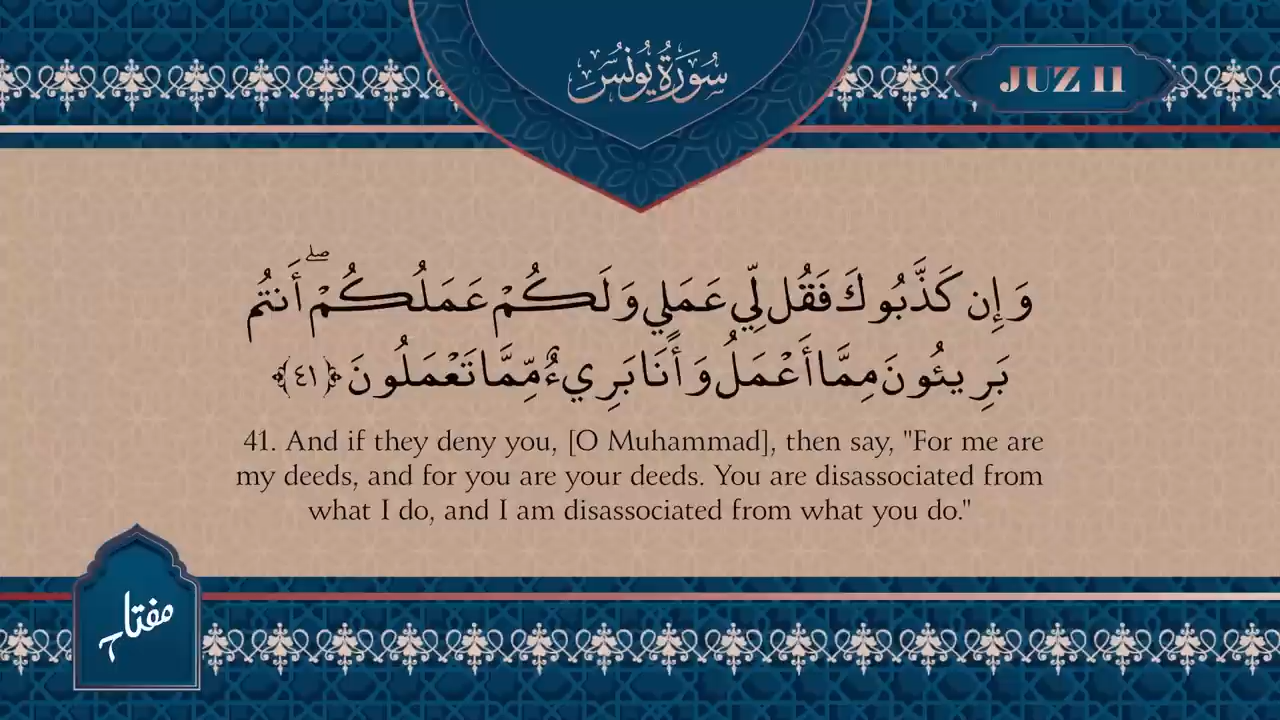 سُورَةُ يُونُسَ
JUZ 11
وَإِن كَذَّبُوكَ فَقُل لِّي عَمَلِي وَلَكُمْ عَمَلُكُمْ ۖ أَنتُم
بَرِيئُونَ مِمَّا أَعْمَلُ وَأَنَا بَرِيءٌ مِّمَّا تَعْمَلُونَ ﴿٤١﴾
41. And if they deny you, [O Muhammad], then say, "For me are
my deeds, and for you are your deeds. You are disassociated from
what I do, and I am disassociated from what you do."
مفتاح